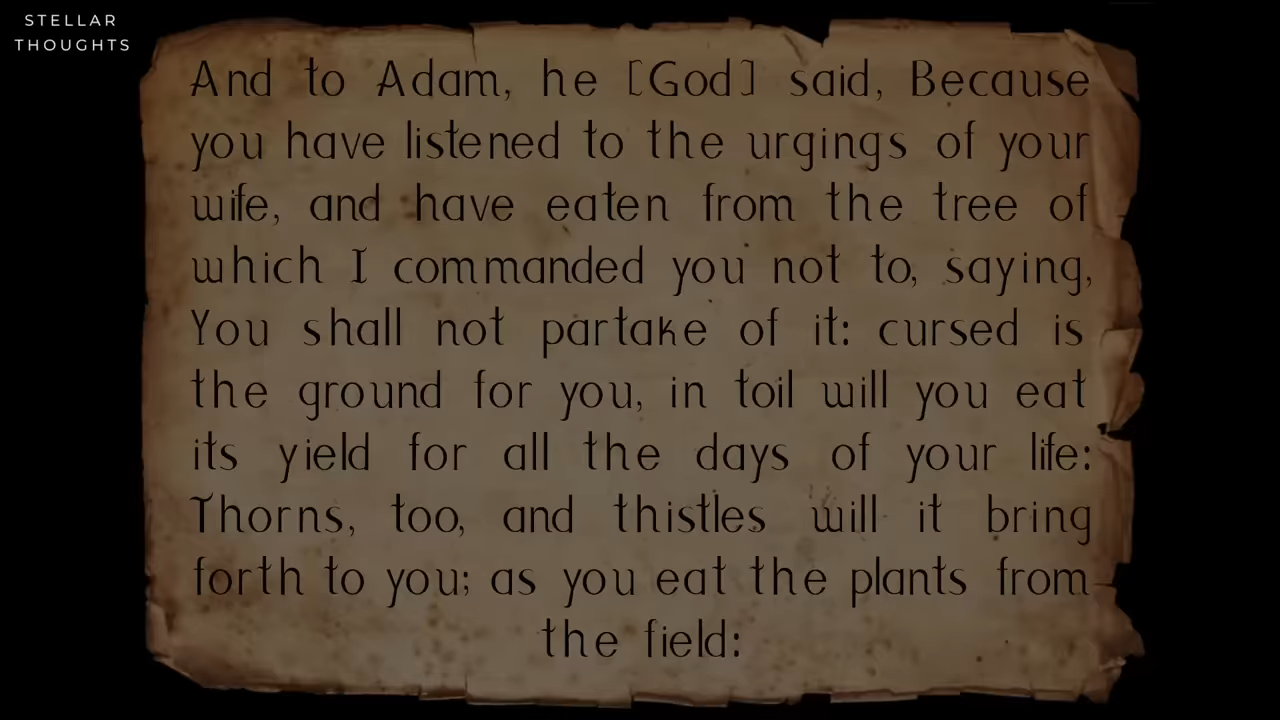 STELLAR
THOUGHTS
And to Adam, he [God] said, Because
you have listened to the urgings of your
wife, and have eaten from the tree of
which I commanded you not to, saying,
You shall not partake of it: cursed is
the ground for you, in toil will you eat
its yield for all the days of your life:
Thorns, too, and thistles will it bring
forth to you; as you eat the plants from
the field: